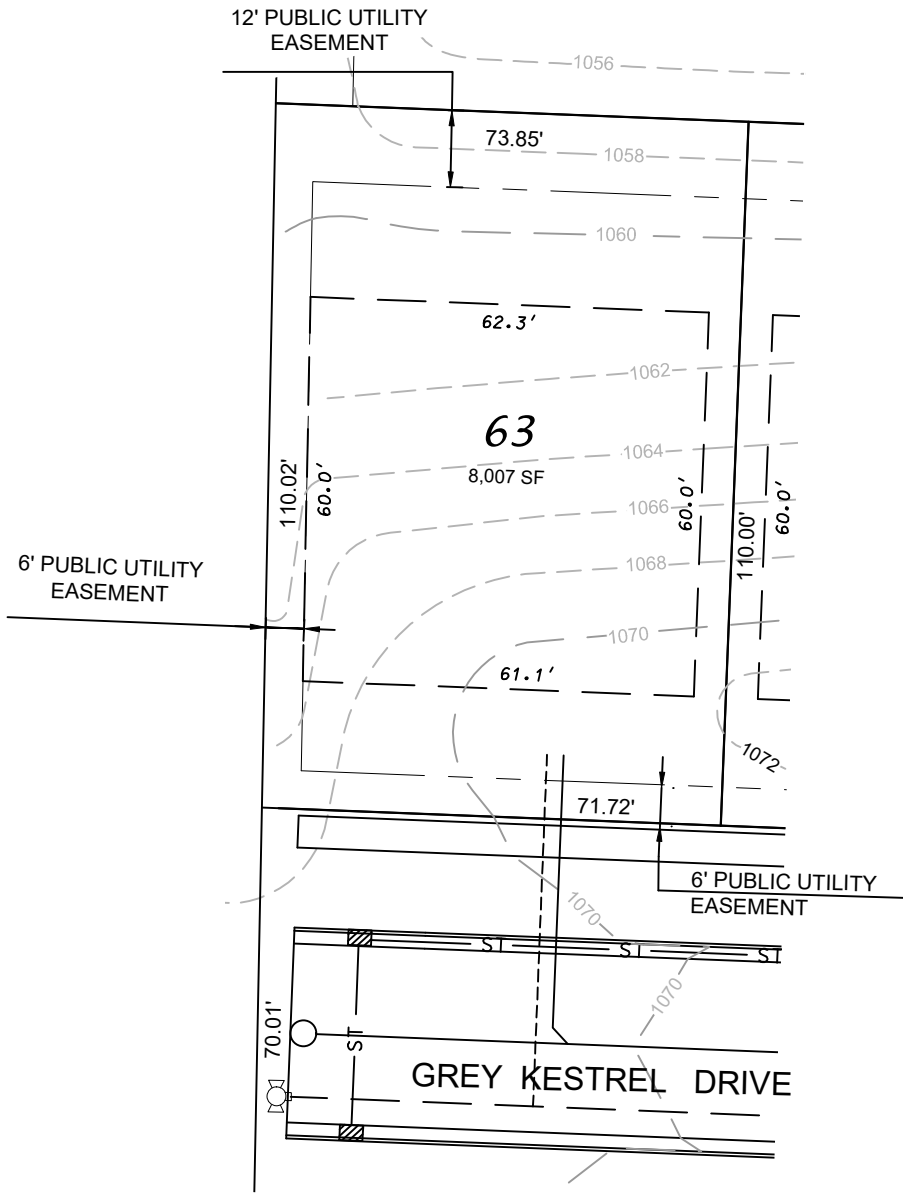 12' PUBLIC UTILITY
EASEMENT
1056
73.85'
1058
1060
62.3'
1062
63
1064
8,007 SF
110.02'
60.0'
1066
60.0'
110.00'
60.0'
1068
6' PUBLIC UTILITY
EASEMENT
1070
61.1'
1072
71.72'
6' PUBLIC UTILITY
EASEMENT
1070
ST
ST
ST
1070
70.01'
ST
GREY KESTREL DRIVE